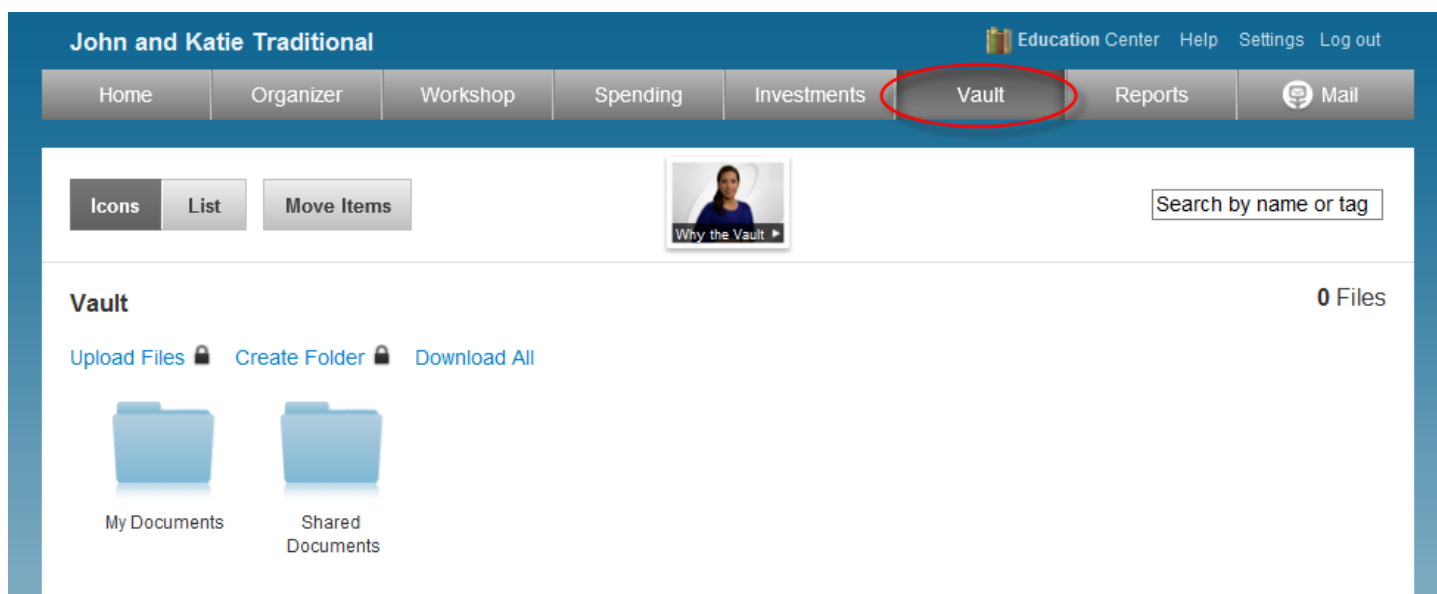 John and Katie Traditional Education Center Help Settings Log out
Home Organizer Workshop Spending Investments Vault Reports Mail
Icons List Move Items Why the Vault Search by name or tag
Vault 0 Files
Upload Files Create Folder Download All
My Documents Shared
Documents